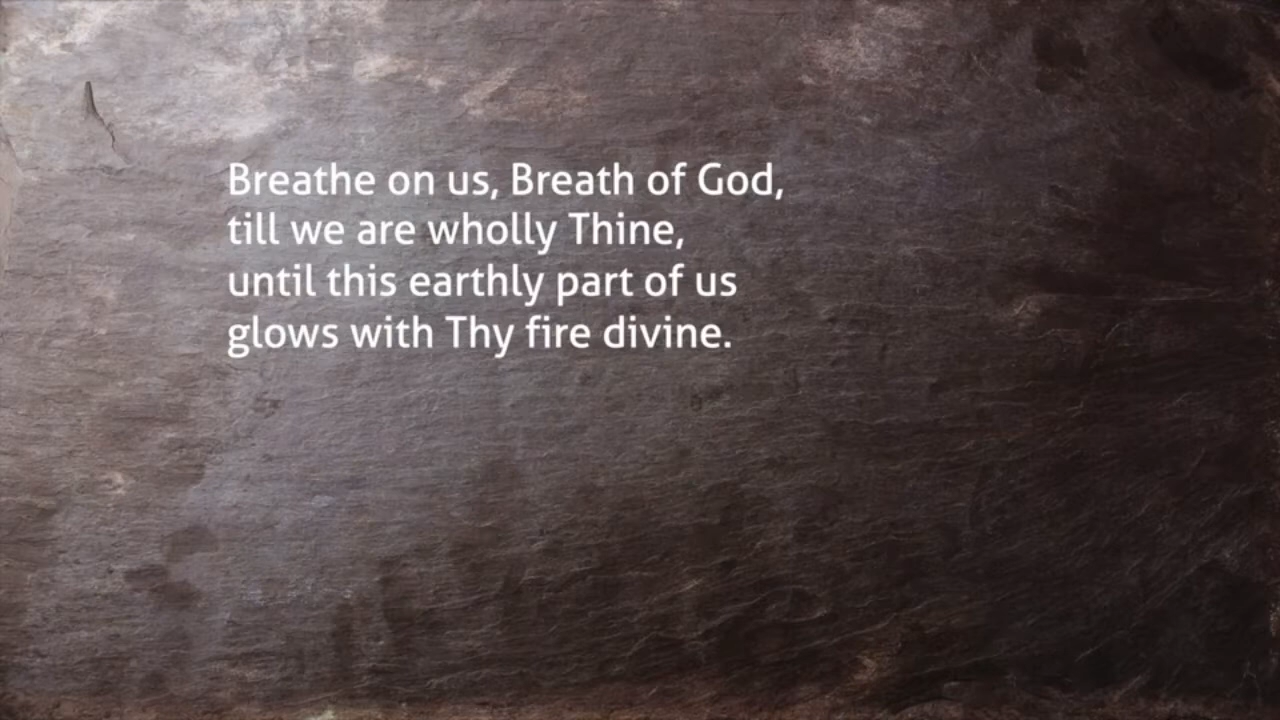 Breathe on us, Breath of God,
till we are wholly Thine,
until this earthly part of us
glows with Thy fire divine.